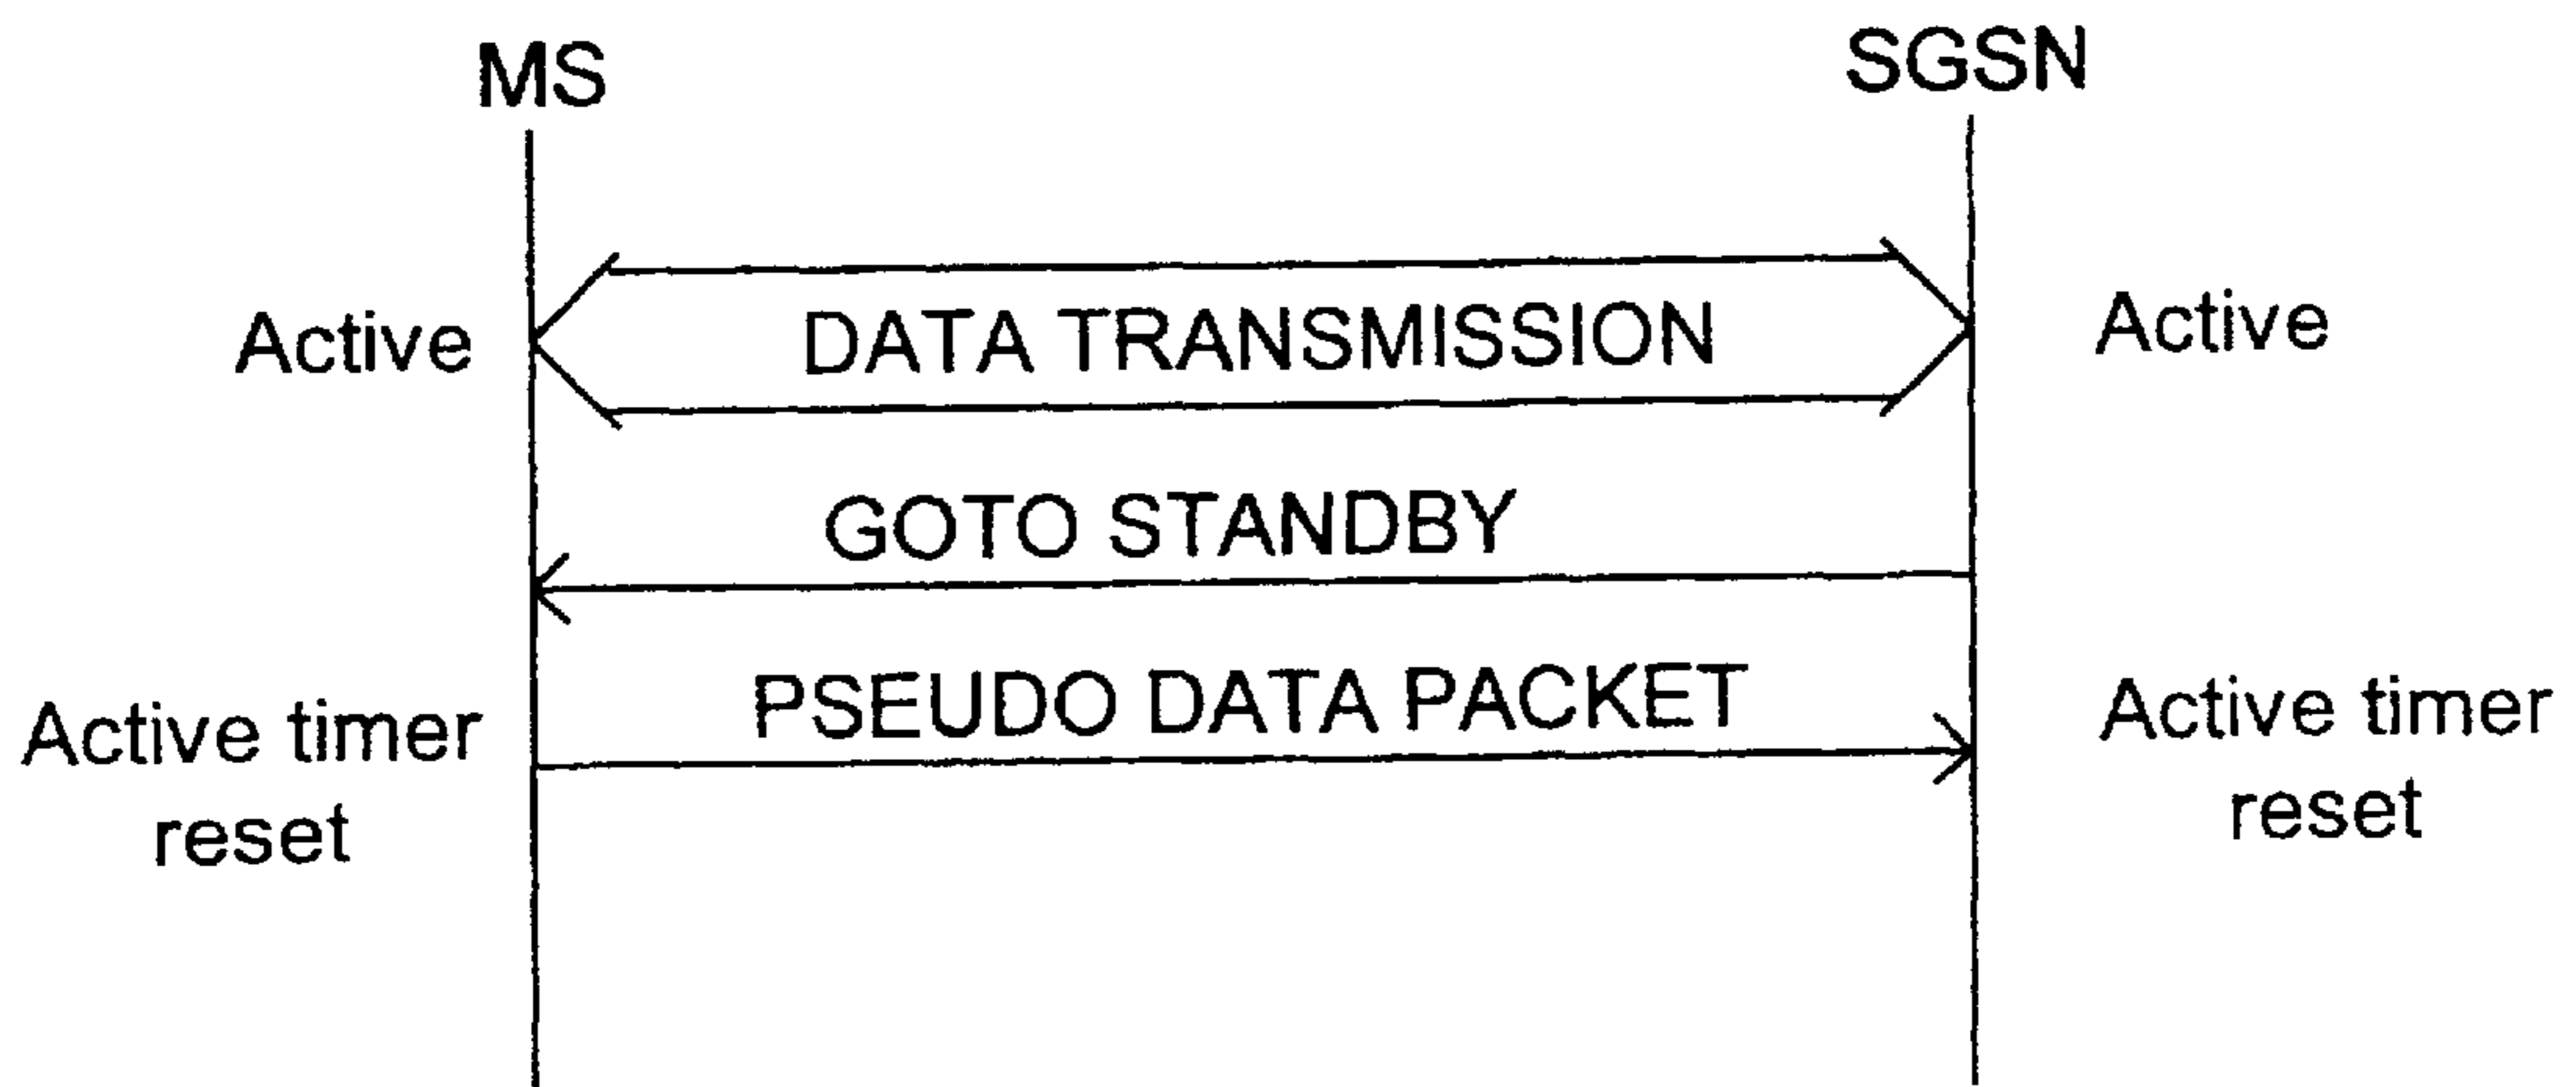 MS
SGSN
Active
DATA TRANSMISSION
Active
GOTO STANDBY
PSEUDO DATA PACKET
Active timer
reset
Active timer
reset